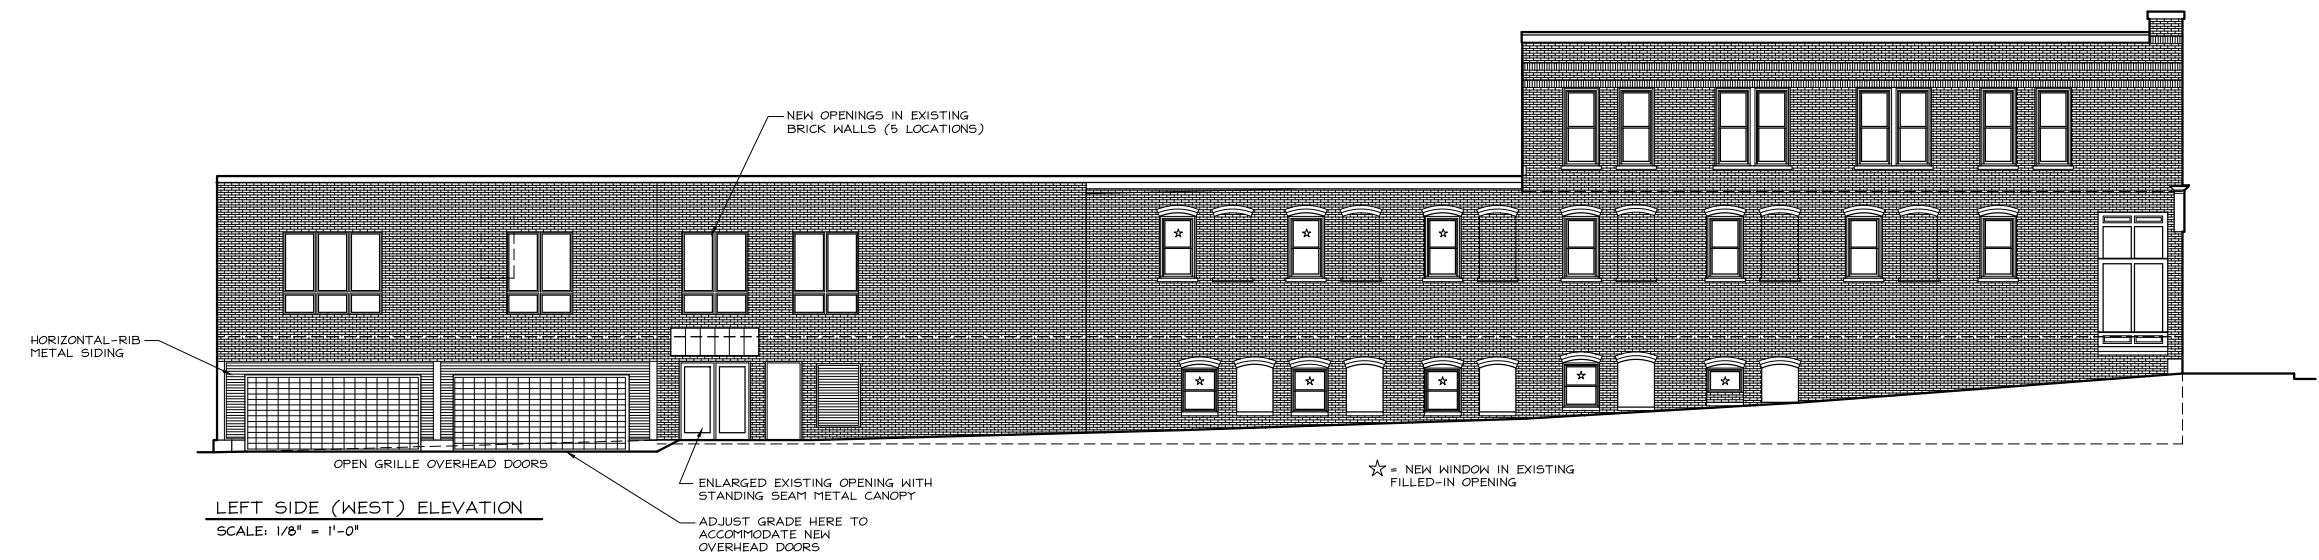 NEW OPENINGS IN EXISTING
BRICK WALLS (5 LOCATIONS)
HORIZONTAL-RIB
METAL SIDING
OPEN GRILLE OVERHEAD DOORS
☆ = NEW WINDOW IN EXISTING
FILLED-IN OPENING
ENLARGED EXISTING OPENING WITH
STANDING SEAM METAL CANOPY
LEFT SIDE (WEST) ELEVATION
SCALE: 1/8" = 1'-0"
ADJUST GRADE HERE TO
ACCOMMODATE NEW
OVERHEAD DOORS